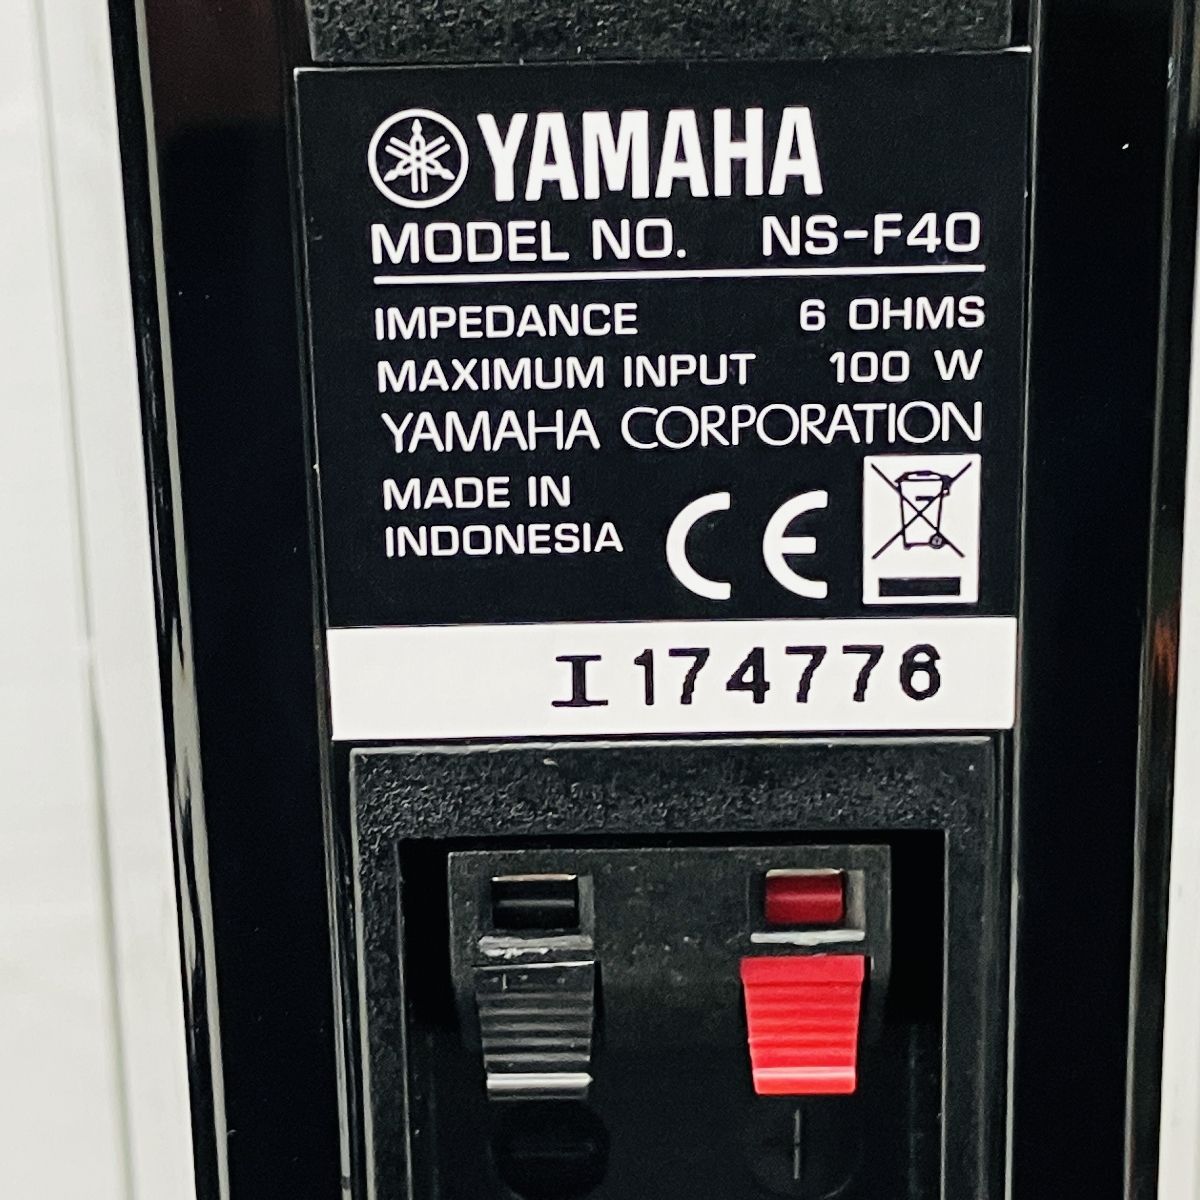 YAMAHA
MODEL NO. NS-F40
IMPEDANCE 6 OHMS
MAXIMUM INPUT 100 W
YAMAHA CORPORATION
MADE IN
INDONESIA
CE
I 174776
- +